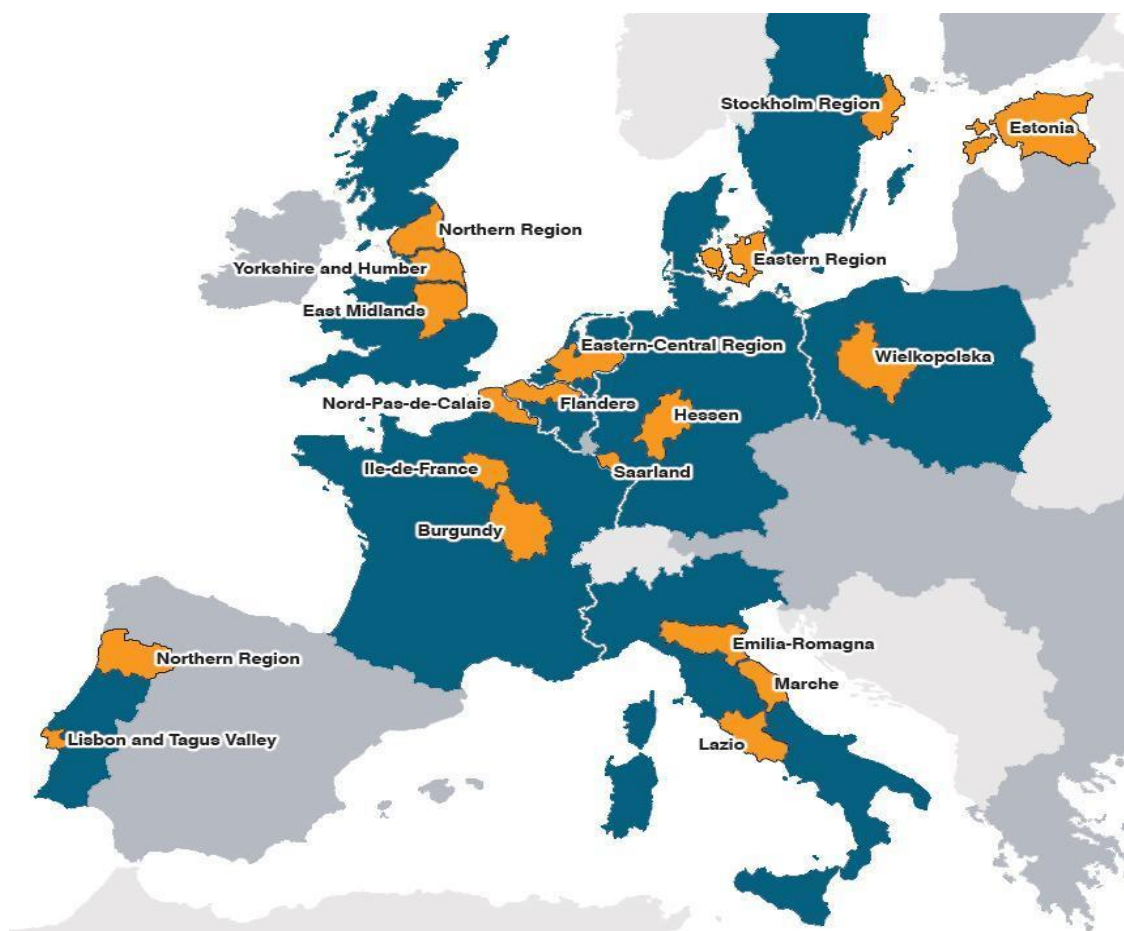 Stockholm Region
Estonia
Northern Region
Yorkshire and Humber
Eastern Region
East Midlands
Eastern-Central Region
Wielkopolska
Nord-Pas-de-Calais
Flanders
Hessen
Ile-de-France
Saarland
Burgundy
Emilia-Romagna
Northern Region
Marche
Lisbon and Tagus Valley
Lazio